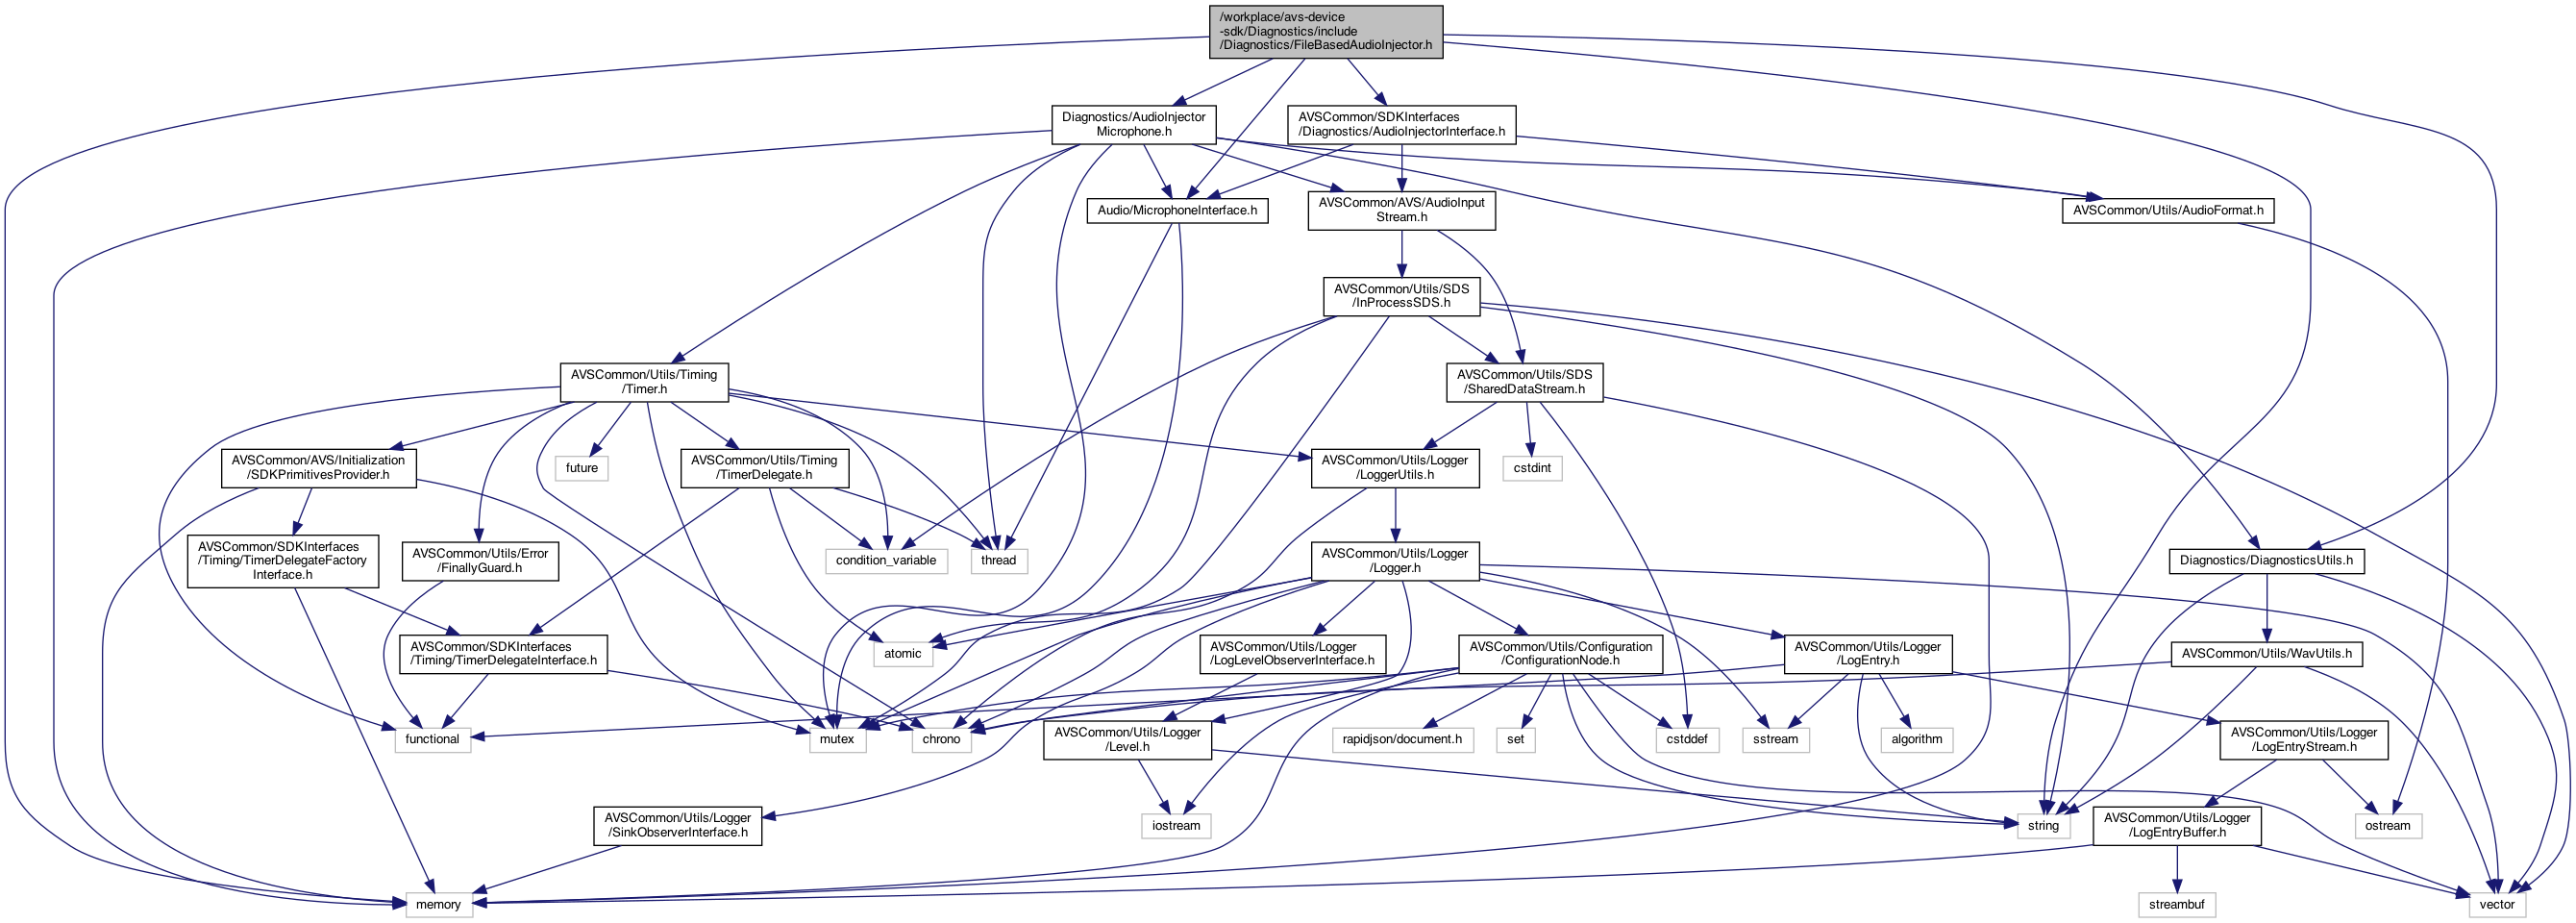 /workplace/avs-device
-sdk/Diagnostics/include
/Diagnostics/FileBasedAudioInjector.h
Diagnostics/AudioInjector
Microphone.h
AVSCommon/SDKInterfaces
/Diagnostics/AudioInjectorInterface.h
Audio/MicrophoneInterface.h
AVSCommon/AVS/AudioInput
Stream.h
AVSCommon/Utils/AudioFormat.h
AVSCommon/Utils/SDS
/InProcessSDS.h
AVSCommon/Utils/Timing
/Timer.h
AVSCommon/Utils/SDS
/SharedDataStream.h
AVSCommon/AVS/Initialization
/SDKPrimitivesProvider.h
future
AVSCommon/Utils/Timing
/TimerDelegate.h
AVSCommon/Utils/Logger
/LoggerUtils.h
cstdint
AVSCommon/SDKInterfaces
/Timing/TimerDelegateFactory
Interface.h
AVSCommon/Utils/Error
/FinallyGuard.h
condition_variable
thread
AVSCommon/Utils/Logger
/Logger.h
Diagnostics/DiagnosticsUtils.h
AVSCommon/SDKInterfaces
/Timing/TimerDelegateInterface.h
atomic
AVSCommon/Utils/Logger
/LogLevelObserverInterface.h
AVSCommon/Utils/Configuration
/ConfigurationNode.h
AVSCommon/Utils/Logger
/LogEntry.h
AVSCommon/Utils/WavUtils.h
functional
mutex
chrono
AVSCommon/Utils/Logger
/Level.h
rapidjson/document.h
set
cstddef
sstream
algorithm
AVSCommon/Utils/Logger
/LogEntryStream.h
AVSCommon/Utils/Logger
/SinkObserverInterface.h
iostream
string
AVSCommon/Utils/Logger
/LogEntryBuffer.h
ostream
memory
streambuf
vector